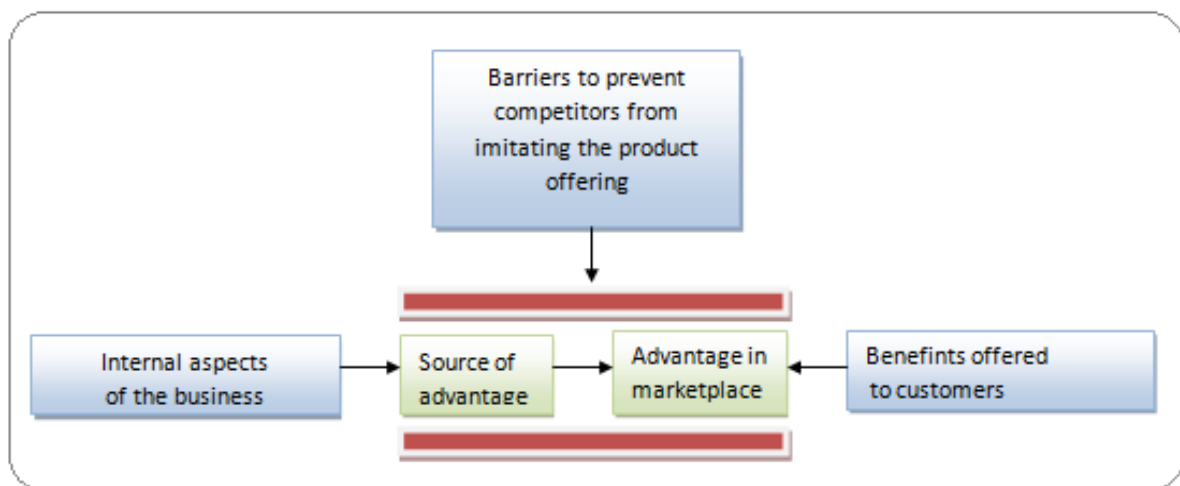 Barriers to prevent
competitors from
imitating the product
offering
Internal aspects
of the business
Source of
advantage
Advantage in
marketplace
Benefints offered
to customers